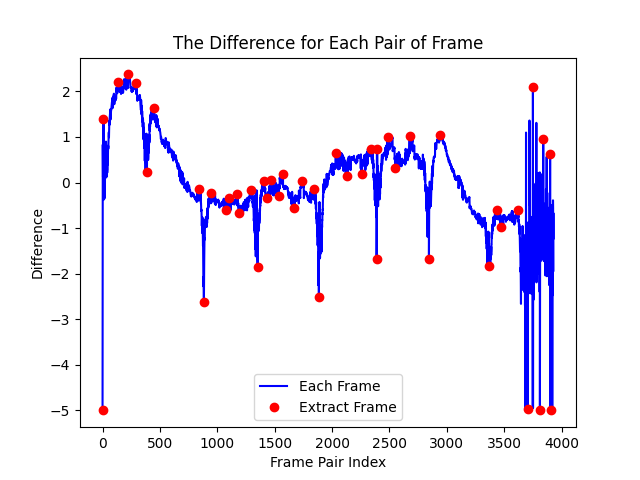 The Difference for Each Pair of Frame
2
1
0
−1
−2
−3
−4
−5
Difference
Each Frame
Extract Frame
0 500 1000 1500 2000 2500 3000 3500 4000
Frame Pair Index